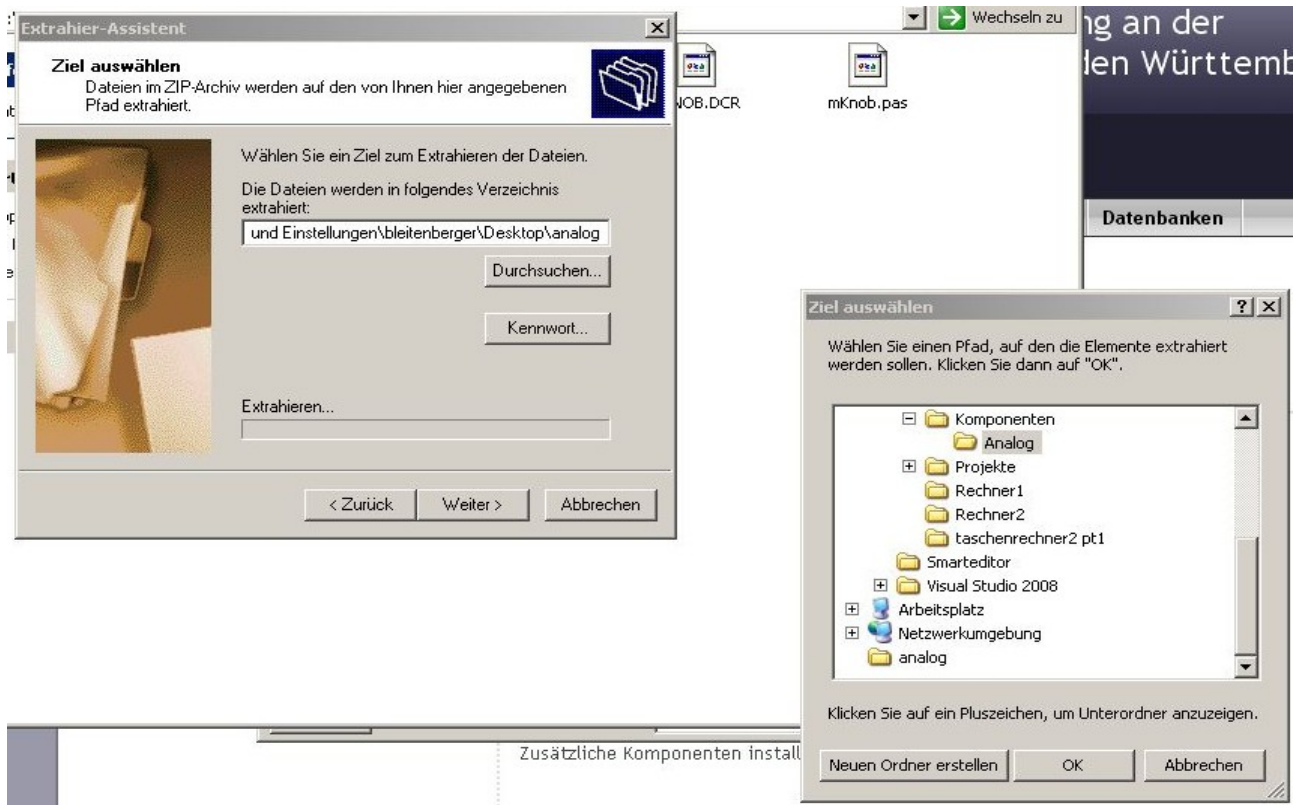 Extrahier-Assistent
Ziel auswählen
Dateien im ZIP-Archiv werden auf den von Ihnen hier angegebenen
Pfad extrahiert.
Wählen Sie ein Ziel zum Extrahieren der Dateien.
Die Dateien werden in folgendes Verzeichnis
extrahiert:
und Einstellungen\bleitenberger\Desktop\analog
Durchsuchen...
Kennwort...
Extrahieren...
< Zurück
Weiter >
Abbrechen
Wechseln zu
NOB.DCR
mKnob.pas
ng an der
den Württemb
Datenbanken
Ziel auswählen
Wählen Sie einen Pfad, auf den die Elemente extrahiert
werden sollen. Klicken Sie dann auf "OK".
Komponenten
Analog
Projekte
Rechner1
Rechner2
taschenrechner2 pt1
Smarteditor
Visual Studio 2008
Arbeitsplatz
Netzwerkumgebung
analog
Klicken Sie auf ein Pluszeichen, um Unterordner anzuzeigen.
Neuen Ordner erstellen
OK
Abbrechen
Zusätzliche Komponenten install